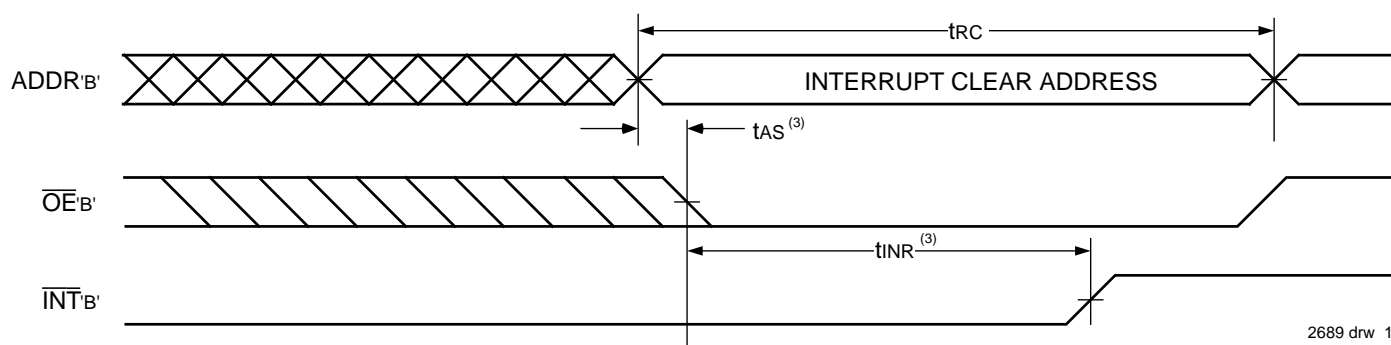 tRC
ADDR'B'
INTERRUPT CLEAR ADDRESS
tAS (3)
OE'B'
tINR (3)
INT'B'
2689 drw 1